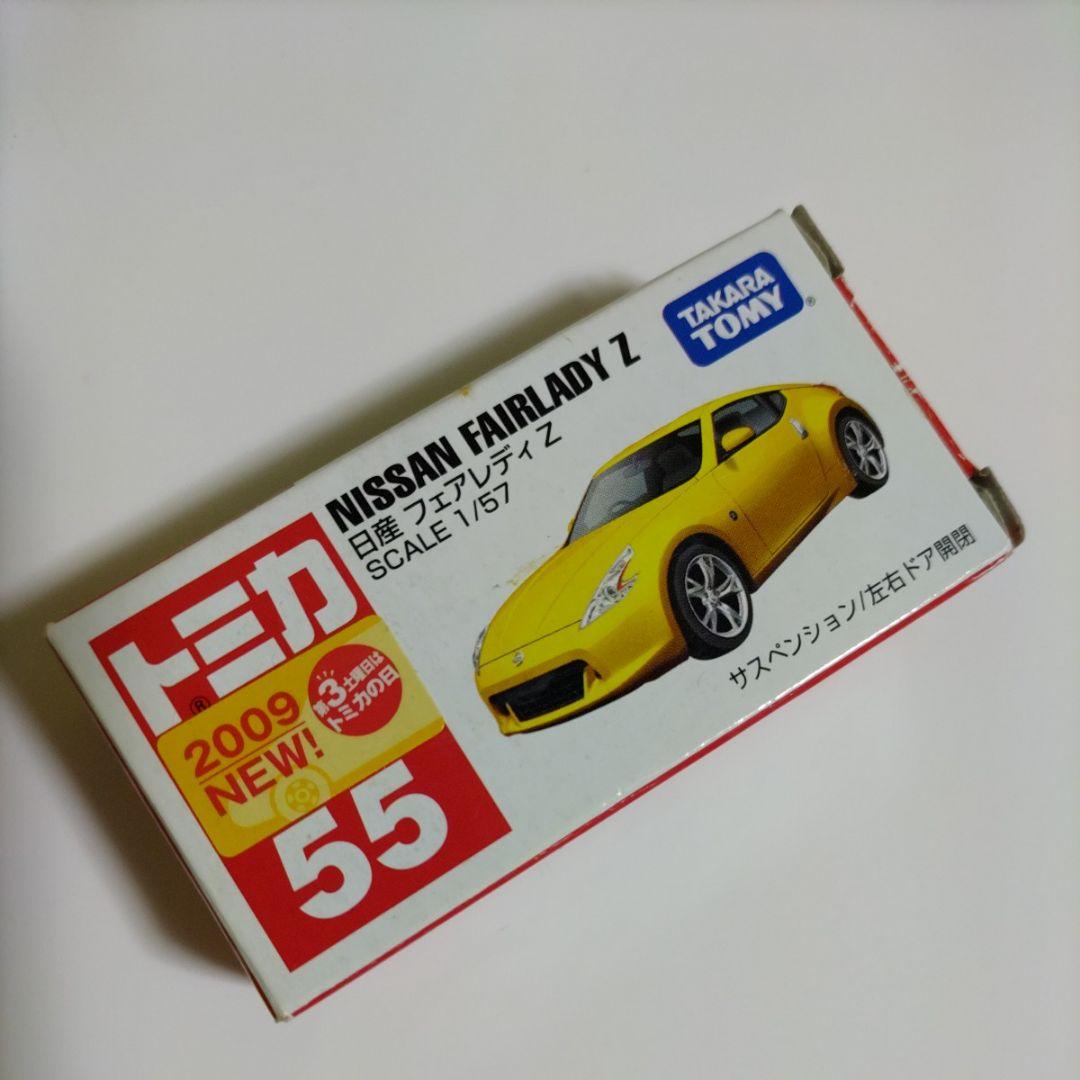 TAKARA
TOMY®
NISSAN FAIRLADY Z
日産 フェアレディ Z
SCALE 1/57
トミカ®
2009
NEW!
第3土曜日は
トミカの日
55
サスペンション/左右ドア開閉